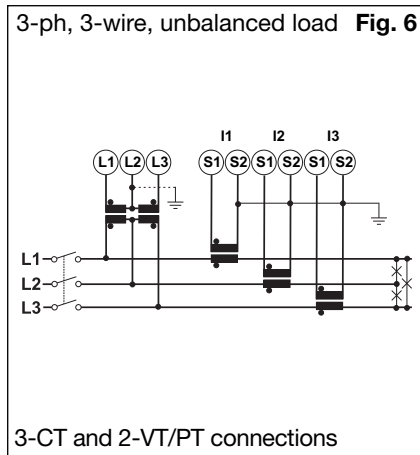 3-ph, 3-wire, unbalanced load Fig. 6
I1 I2 I3
L1 L2 L3 S1 S2 S1 S2 S1 S2
L1
L2
L3
3-CT and 2-VT/PT connections